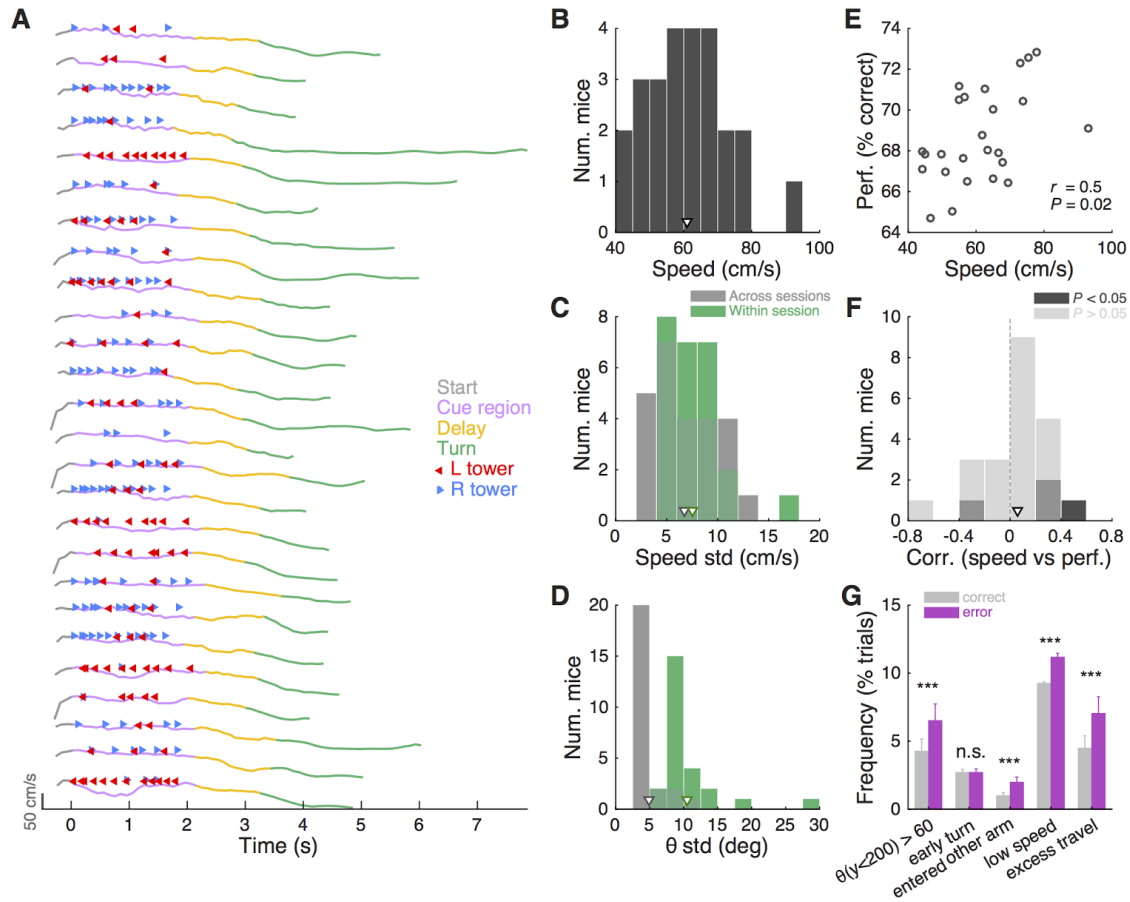 A
Start
Cue region
Delay
Turn
L tower
R tower
50 cm/s
0 1 2 3 4 5 6 7
Time (s)
B
4
3
2
1
0
Num. mice
40 60 80 100
Speed (cm/s)
C
Across sessions
Within session
8
6
4
2
0
Num. mice
0 5 10 15 20
Speed std (cm/s)
D
20
15
10
5
0
Num. mice
0 5 10 15 20 25 30
θ std (deg)
E
74
72
70
68
66
64
Perf. (% correct)
r = 0.5
P = 0.02
40 60 80 100
Speed (cm/s)
F
P < 0.05
P > 0.05
10
8
6
4
2
0
Num. mice
-0.8 -0.4 0 0.4 0.8
Corr. (speed vs perf.)
G
correct
error
15
10
5
0
Frequency (% trials)
***
n.s.
***
***
***
θ(y<200) > 60
early turn
entered other arm
low speed
excess travel